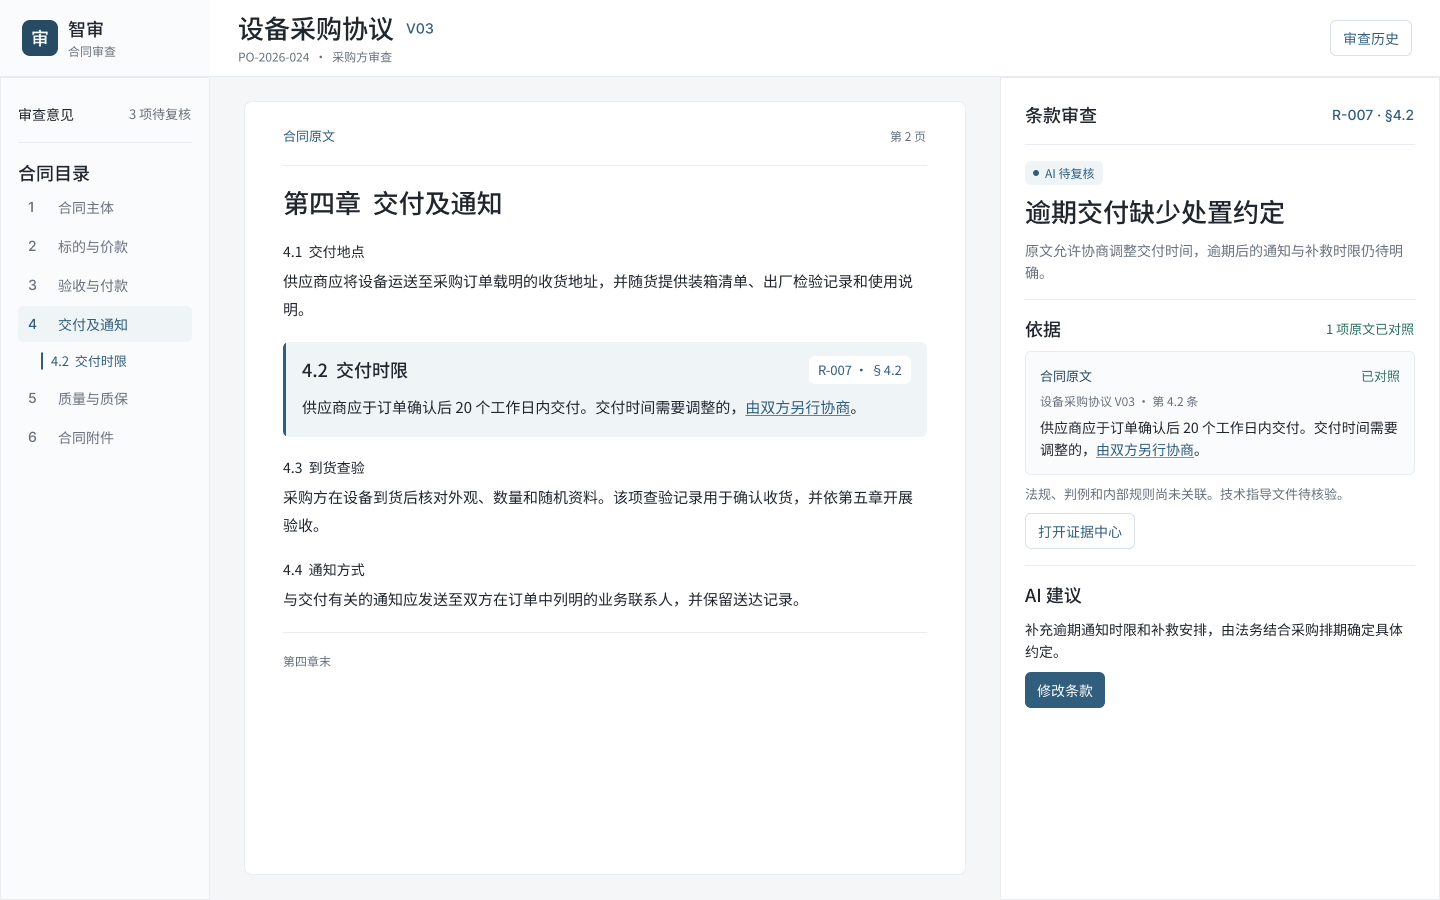 审
智审
合同审查
设备采购协议 V03
PO-2026-024 • 采购方审查
审查历史
审查意见 3 项待复核
合同目录
1 合同主体
2 标的与价款
3 验收与付款
4 交付及通知
4.2 交付时限
5 质量与质保
6 合同附件
合同原文 第 2 页
第四章 交付及通知
4.1 交付地点
供应商应将设备运送至采购订单载明的收货地址，并随货提供装箱清单、出厂检验记录和使用说
明。
4.2 交付时限 R-007 • §4.2
供应商应于订单确认后 20 个工作日内交付。交付时间需要调整的，由双方另行协商。
4.3 到货查验
采购方在设备到货后核对外观、数量和随机资料。该项查验记录用于确认收货，并依第五章开展
验收。
4.4 通知方式
与交付有关的通知应发送至双方在订单中列明的业务联系人，并保留送达记录。
第四章末
条款审查 R-007 · §4.2
AI 待复核
逾期交付缺少处置约定
原文允许协商调整交付时间，逾期后的通知与补救时限仍待明
确。
依据 1 项原文已对照
合同原文 已对照
设备采购协议 V03 • 第 4.2 条
供应商应于订单确认后 20 个工作日内交付。交付时间需要
调整的，由双方另行协商。
法规、判例和内部规则尚未关联。技术指导文件待核验。
打开证据中心
AI 建议
补充逾期通知时限和补救安排，由法务结合采购排期确定具体
约定。
修改条款